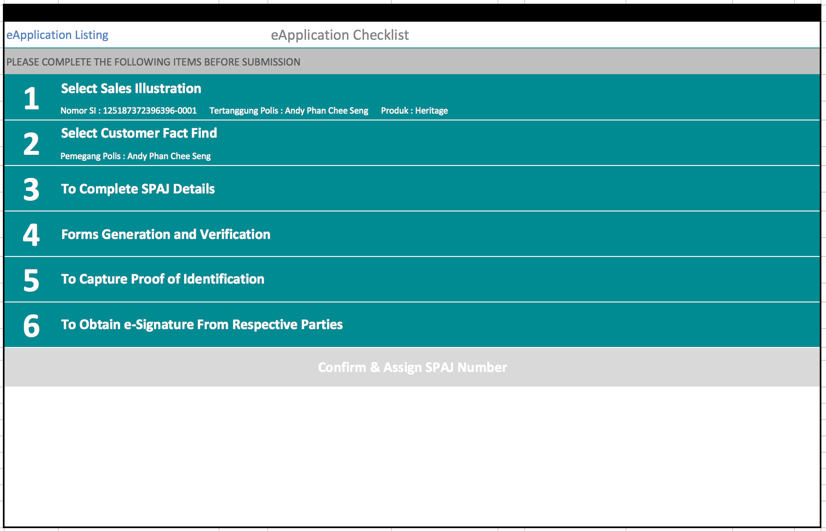 eApplication Listing
eApplication Checklist
PLEASE COMPLETE THE FOLLOWING ITEMS BEFORE SUBMISSION
1 Select Sales Illustration
Nomor SI : 125187372396396-0001 Tertanggung Polis : Andy Phan Chee Seng Produk : Heritage
2 Select Customer Fact Find
Pemegang Polis : Andy Phan Chee Seng
3 To Complete SPAJ Details
4 Forms Generation and Verification
5 To Capture Proof of Identification
6 To Obtain e-Signature From Respective Parties
Confirm & Assign SPAJ Number